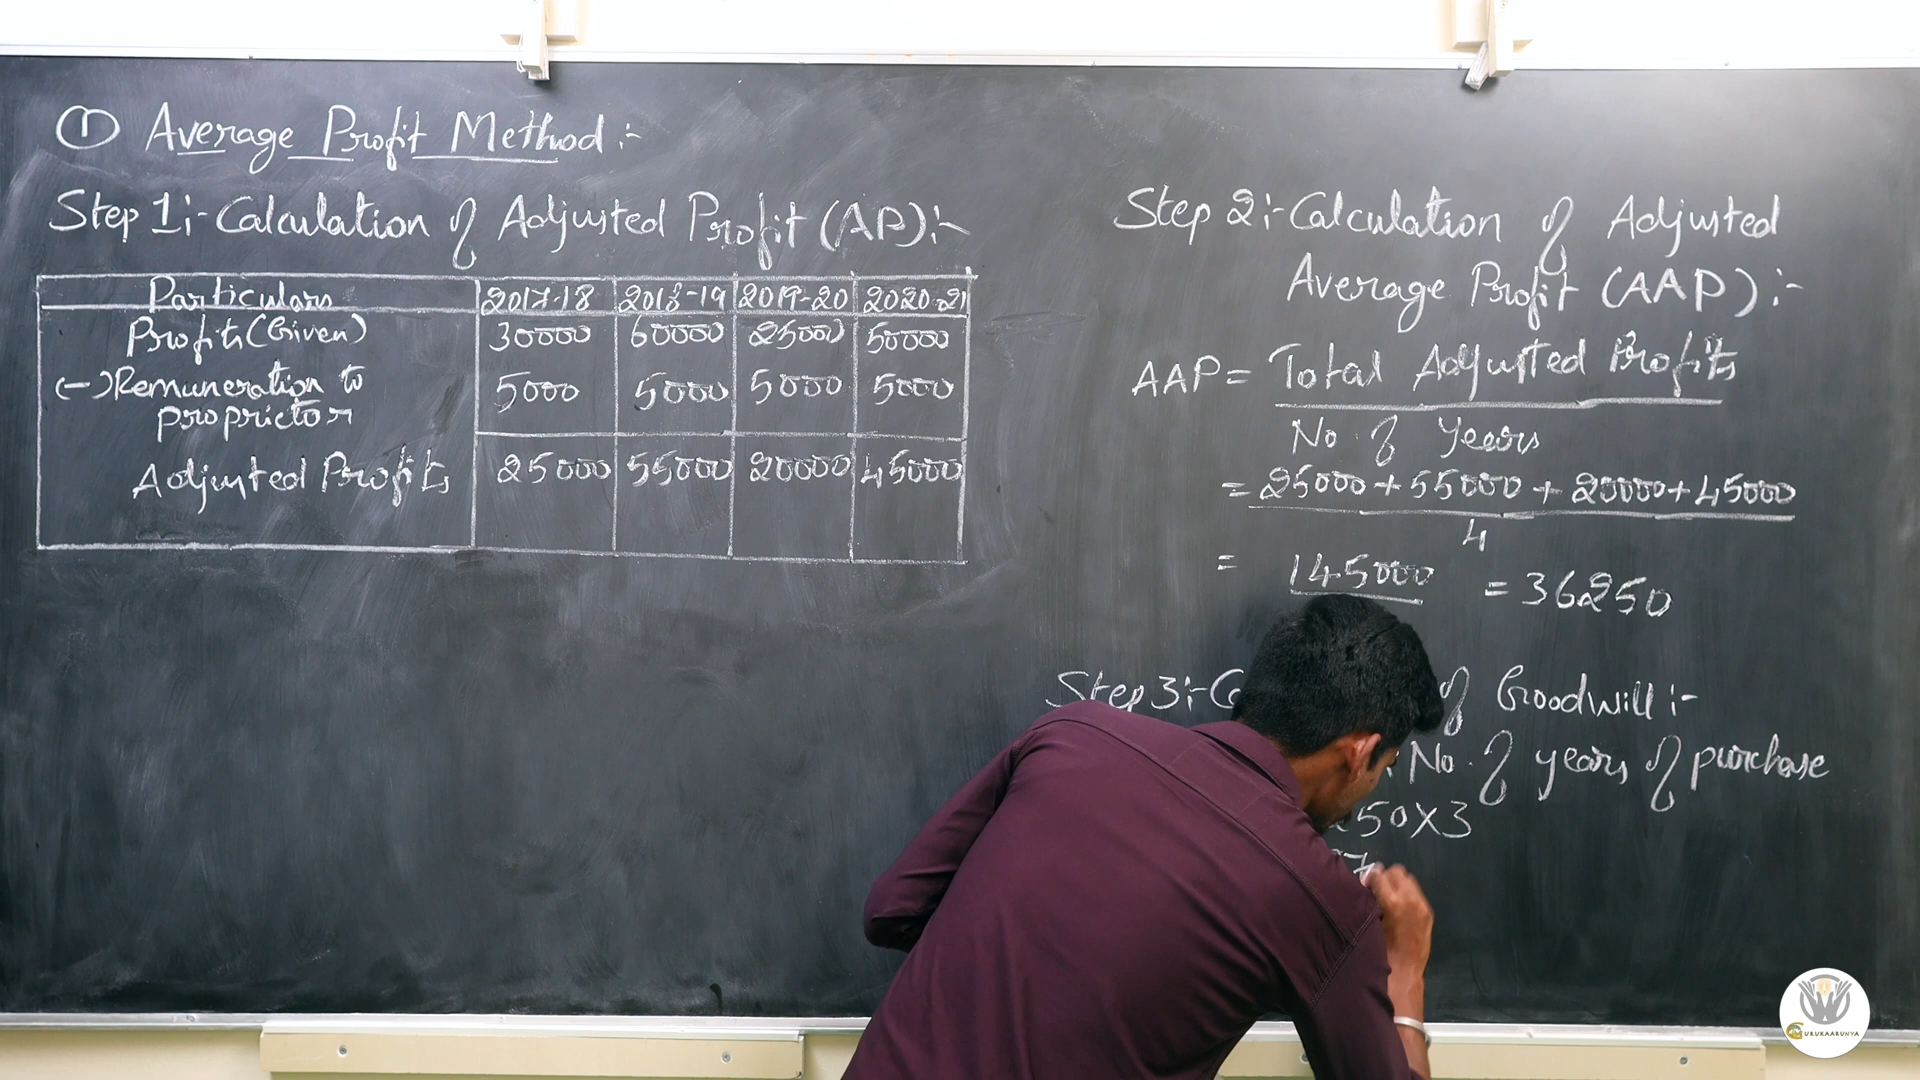 ① Average Profit Method :-
Step 1:- Calculation of Adjusted Profit (AP):-
Particulars 2017-18 2018-19 2019-20 2020-21
Profits (Given) 30000 60000 25000 50000
(-) Remuneration to 5000 5000 5000 5000
proprietor
Adjusted Profits 25000 55000 20000 45000
Step 2:- Calculation of Adjusted
Average Profit (AAP):-
AAP = Total Adjusted Profits
No. of Years
= 25000 + 55000 + 20000 + 45000
4
= 145000 = 36250
Step 3:- of Goodwill :-
No. of years of purchase
250 X 3
GURUKAARUNYA